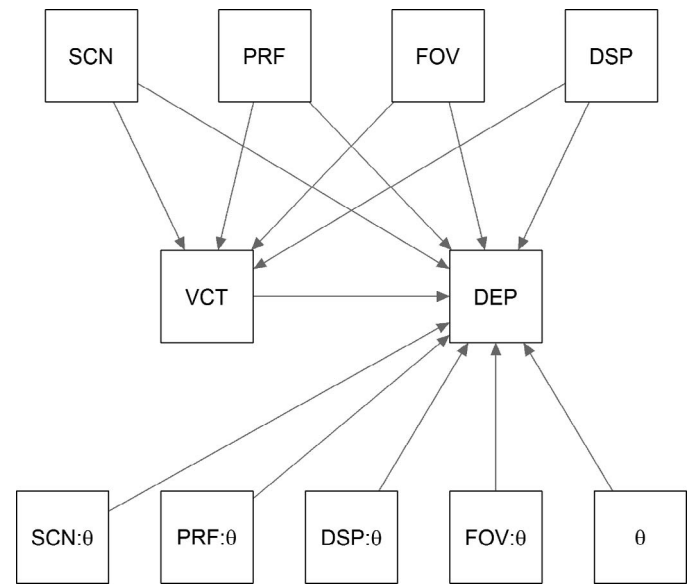 SCN
PRF
FOV
DSP
VCT
DEP
SCN:θ
PRF:θ
DSP:θ
FOV:θ
θ